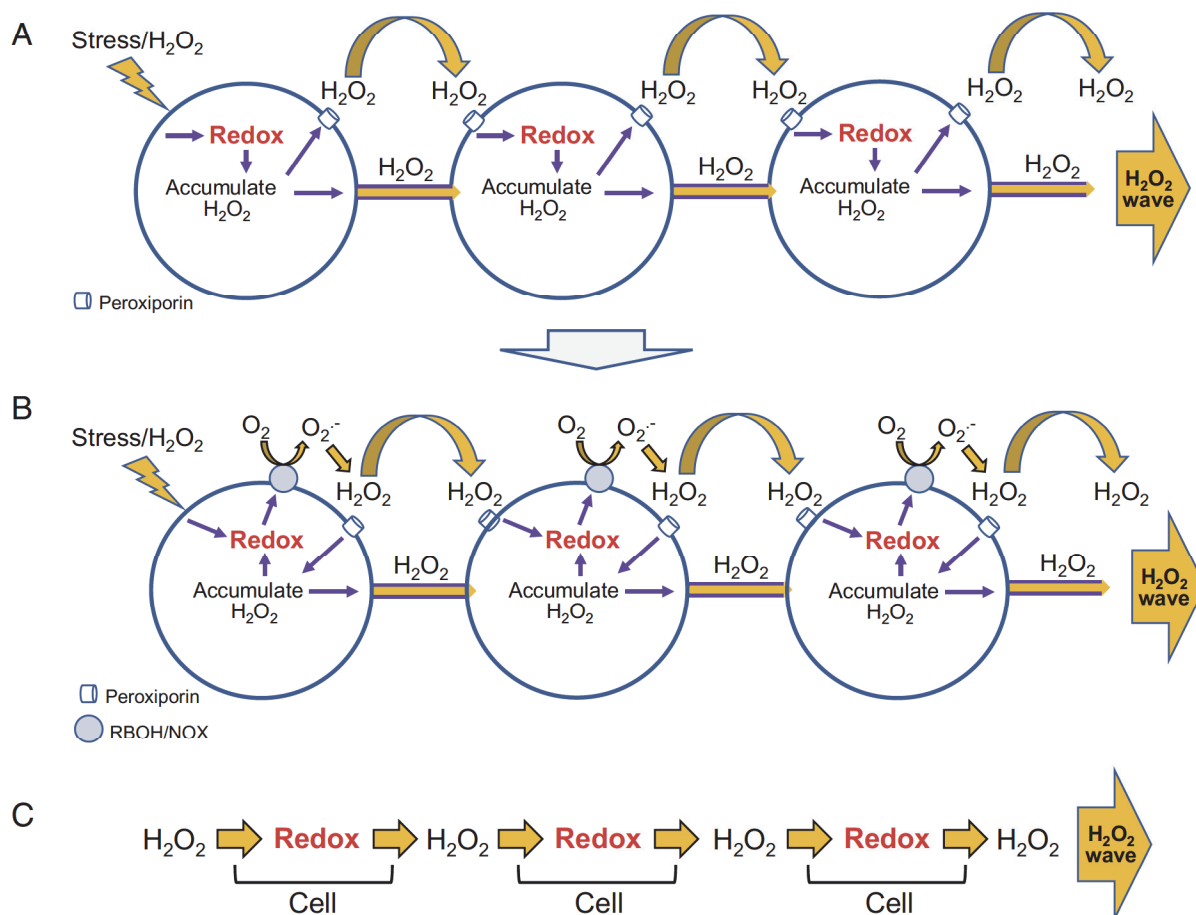 A
Stress/H₂O₂
H₂O₂ H₂O₂ H₂O₂ H₂O₂ H₂O₂ H₂O₂
Redox Redox Redox
H₂O₂ H₂O₂ H₂O₂
Accumulate Accumulate Accumulate
H₂O₂ H₂O₂ H₂O₂
H₂O₂
wave
Peroxiporin
B
Stress/H₂O₂
O₂ O₂·- O₂ O₂·- O₂ O₂·-
H₂O₂ H₂O₂ H₂O₂ H₂O₂ H₂O₂ H₂O₂
Redox Redox Redox
H₂O₂ H₂O₂ H₂O₂
Accumulate Accumulate Accumulate
H₂O₂ H₂O₂ H₂O₂
H₂O₂
wave
Peroxiporin
RBOH/NOX
C
H₂O₂ Redox H₂O₂ Redox H₂O₂ Redox H₂O₂
H₂O₂
wave
Cell Cell Cell